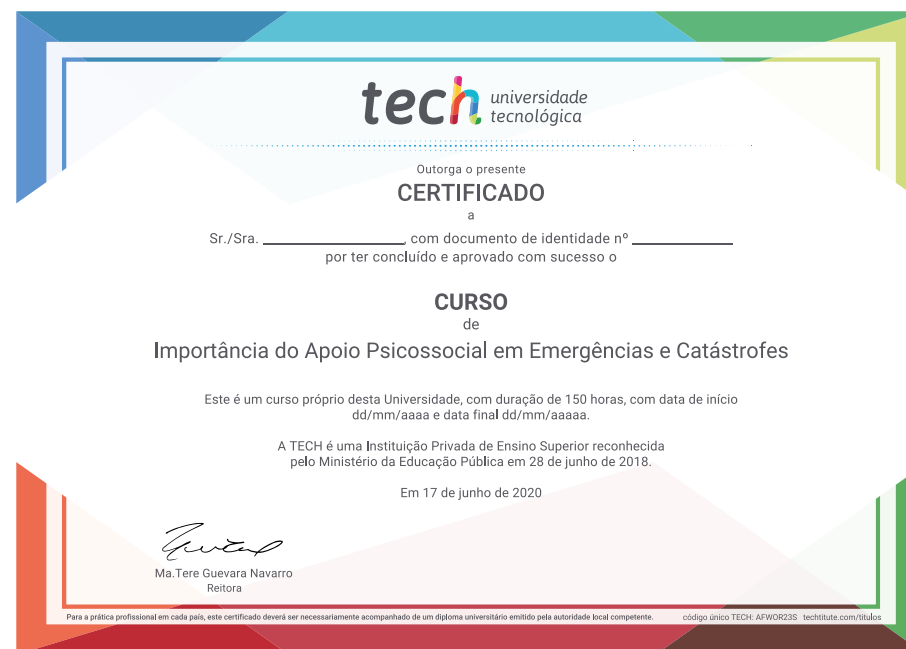 tech universidade
tecnológica
Outorga o presente
CERTIFICADO
a
Sr./Sra. ____________________, com documento de identidade nº ______________
por ter concluído e aprovado com sucesso o
CURSO
de
Importância do Apoio Psicossocial em Emergências e Catástrofes
Este é um curso próprio desta Universidade, com duração de 150 horas, com data de início
dd/mm/aaaa e data final dd/mm/aaaaa.
A TECH é uma Instituição Privada de Ensino Superior reconhecida
pelo Ministério da Educação Pública em 28 de junho de 2018.
Em 17 de junho de 2020
Ma.Tere Guevara Navarro
Reitora
Para a prática profissional em cada país, este certificado deverá ser necessariamente acompanhado de um diploma universitário emitido pela autoridade local competente. código único TECH: AFWOR23S techtitute.com/titulos